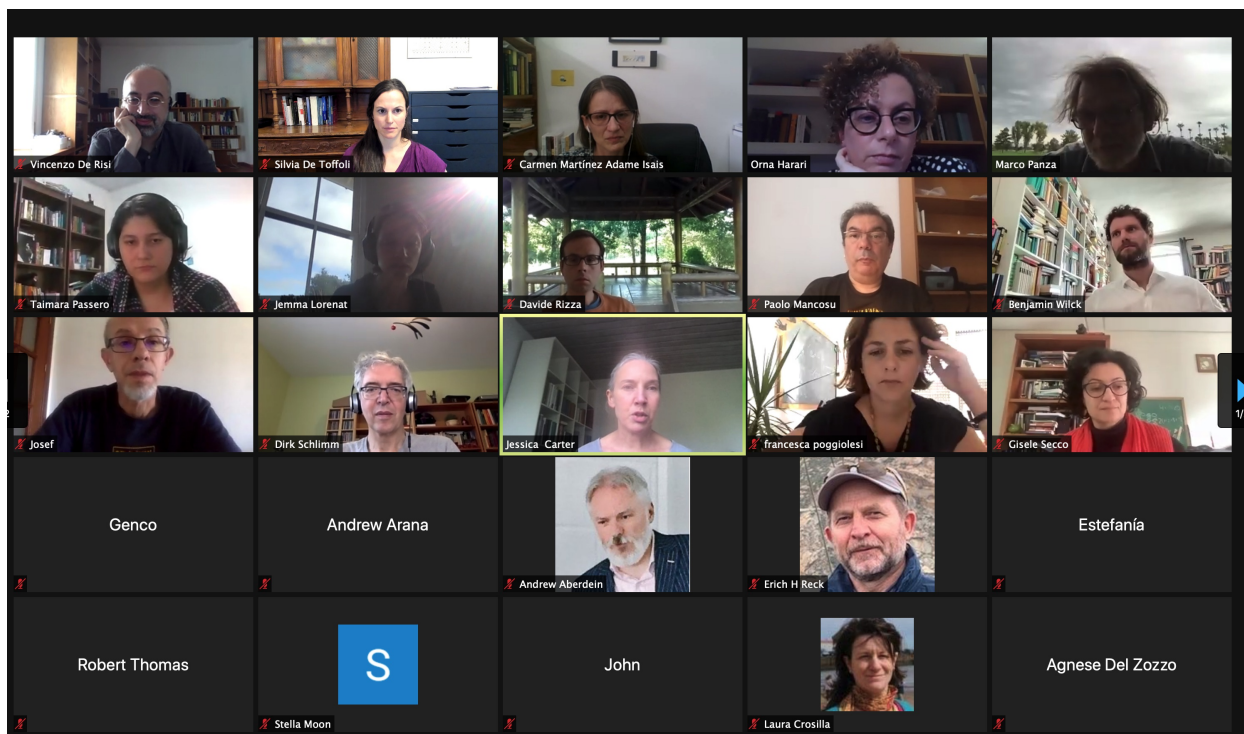 Vincenzo De Risi
Silvia De Toffoli
Carmen Martínez Adame Isais
Orna Harari
Marco Panza
Taimara Passero
Jemma Lorenat
Davide Rizza
Paolo Mancosu
Benjamin Wilck
Josef
Dirk Schlimm
Jessica Carter
francesca poggiolesi
Gisele Secco
2
1/
Genco
Andrew Arana
Andrew Aberdein
Erich H Reck
Estefanía
Robert Thomas
S
Stella Moon
John
Laura Crosilla
Agnese Del Zozzo